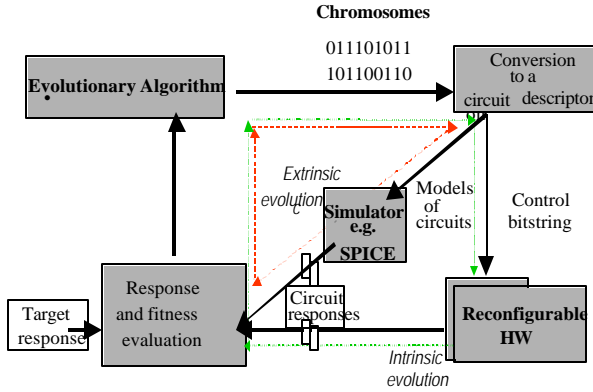 Chromosomes
011101011
101100110
Evolutionary Algorithm
Conversion
to a
circuit descriptor
Extrinsic
evolution
Models
of
circuits
Control
bitstring
Simulator
e.g.
SPICE
Response
and fitness
evaluation
Target
response
Circuit
responses
Reconfigurable
HW
Intrinsic
evolution